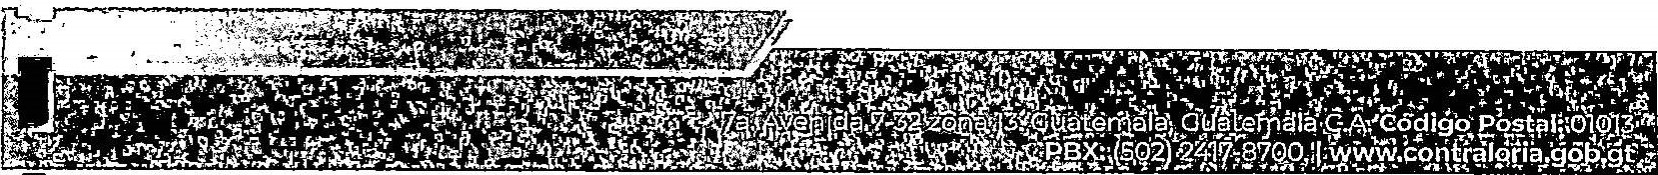 7a. Avenida 7-32 zona 13 Guatemala, Guatemala C.A. Código Postal: 01013
PBX: (502) 2417-8700 | www.contraloria.gob.gt